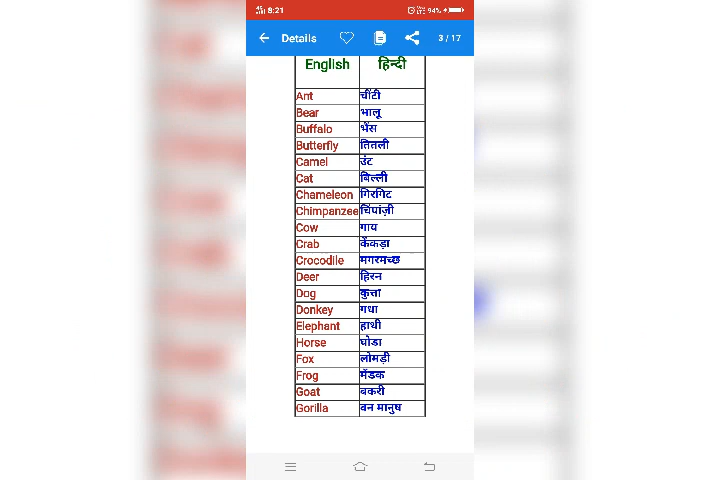 8:21 94%
Details 3 / 17
English हिन्दी
Ant चींटी
Bear भालू
Buffalo भैंस
Butterfly तितली
Camel उंट
Cat बिल्ली
Chameleon गिरगिट
Chimpanzee चिंपांज़ी
Cow गाय
Crab केंकड़ा
Crocodile मगरमच्छ
Deer हिरन
Dog कुत्ता
Donkey गधा
Elephant हाथी
Horse घोडा
Fox लोमड़ी
Frog मेंडक
Goat बकरी
Gorilla वन मानुष